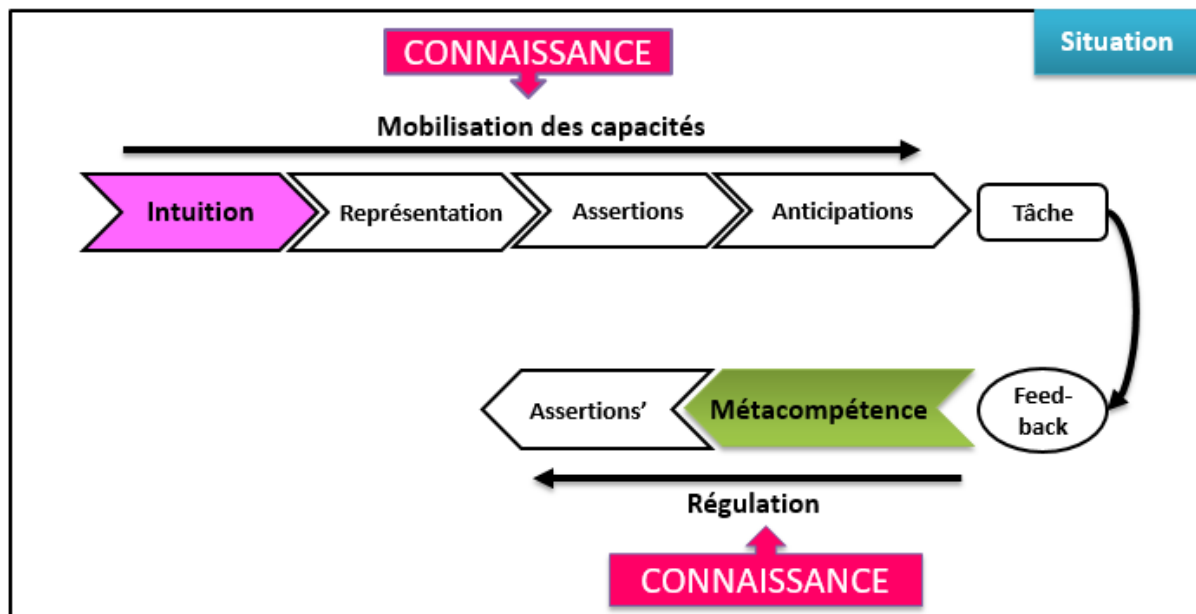 CONNAISSANCE
Situation
Mobilisation des capacités
Intuition
Représentation
Assertions
Anticipations
Tâche
Assertions’
Métacompétence
Feed-
back
Régulation
CONNAISSANCE